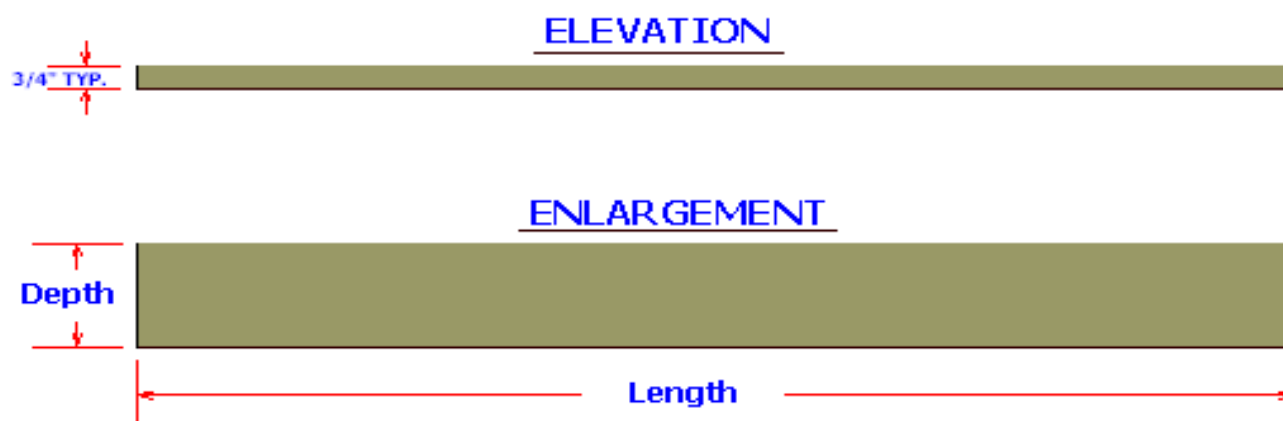 ELEVATION
3/4" TYP.
ENLARGEMENT
Depth
Length